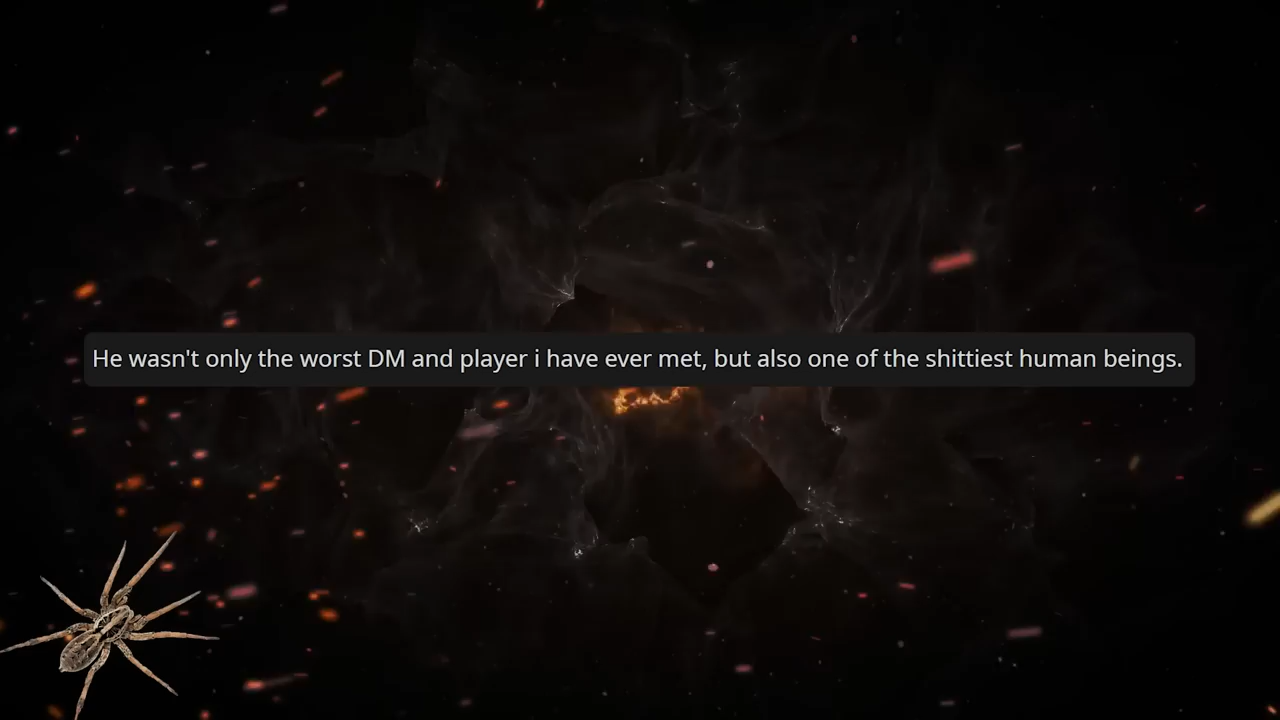 He wasn't only the worst DM and player i have ever met, but also one of the shittiest human beings.